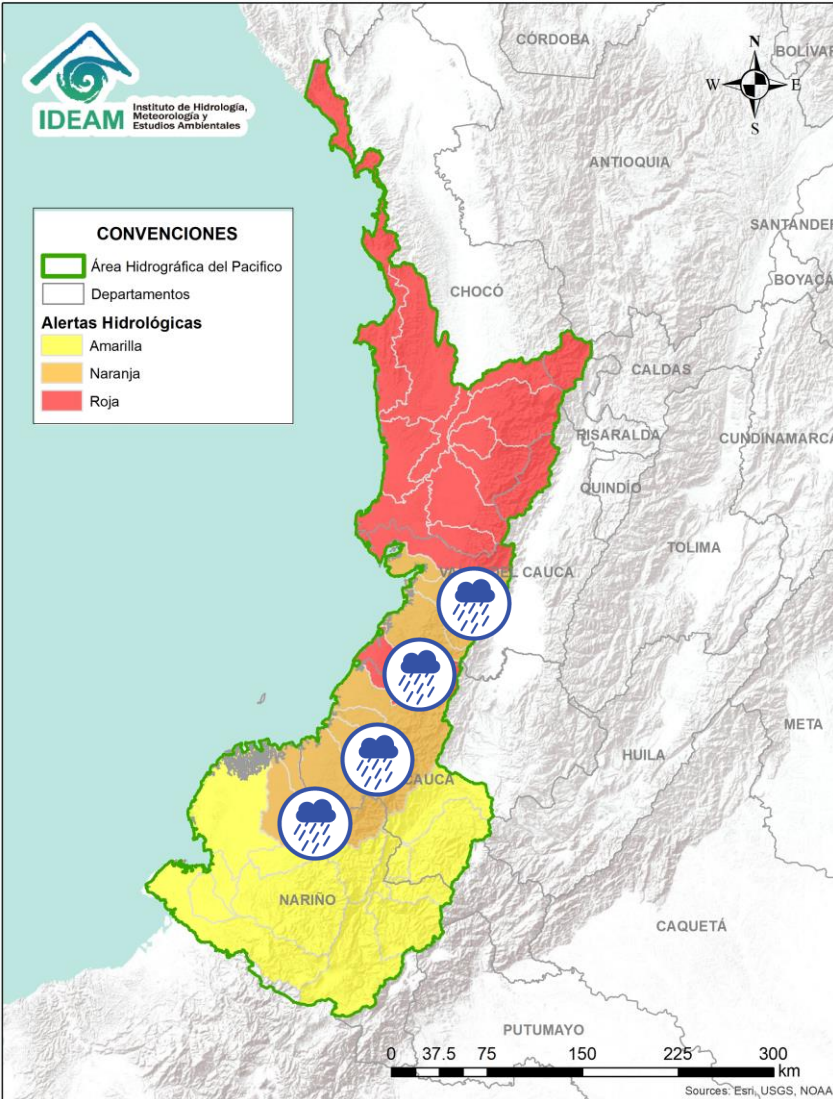 CÓRDOBA
BOLÍVAR
N
W
E
S
IDEAM
Instituto de Hidrología,
Meteorología y
Estudios Ambientales
ANTIOQUIA
SANTANDER
CONVENCIONES
Área Hidrográfica del Pacifico
Departamentos
Alertas Hidrológicas
Amarilla
Naranja
Roja
BOYACÁ
CHOCÓ
CALDAS
RISARALDA
CUNDINAMARCA
QUINDÍO
TOLIMA
EL CAUCA
META
HUILA
CAUCA
NARIÑO
CAQUETÁ
PUTUMAYO
0 37.5 75 150 225 300
km
Sources: Esri, USGS, NOAA